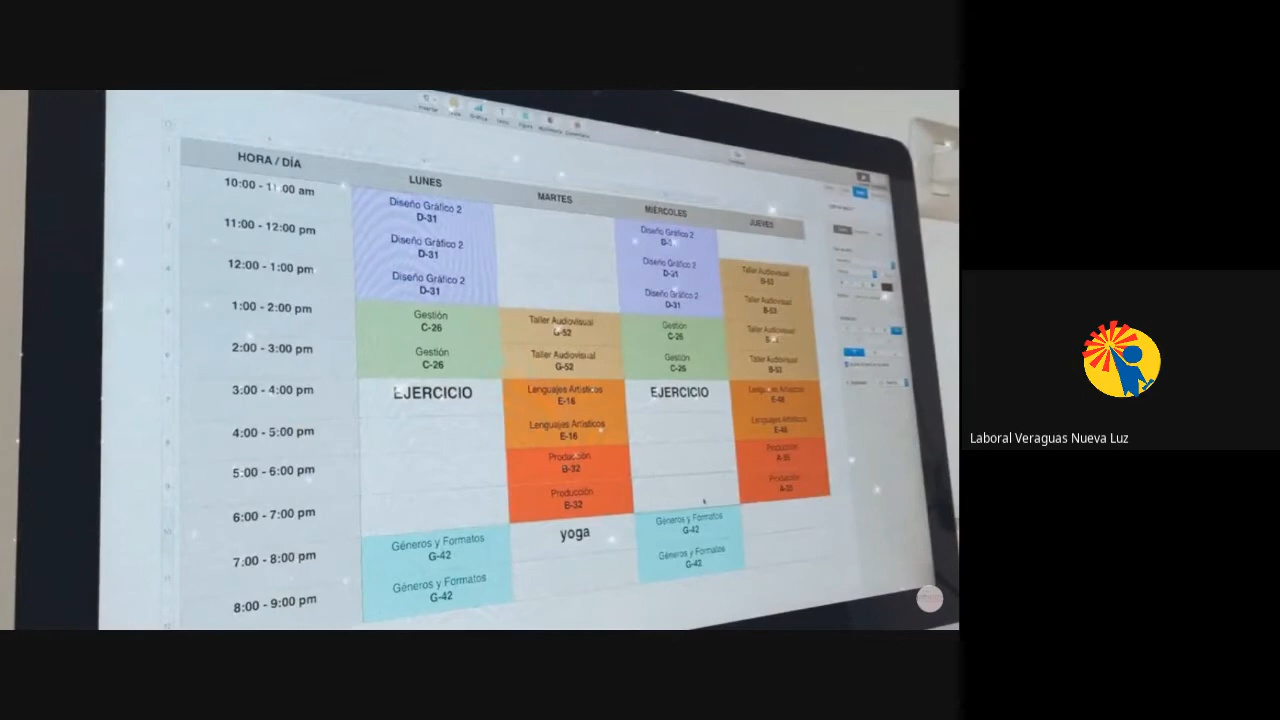 HORA / DÍA
LUNES
MARTES
MIÉRCOLES
JUEVES
10:00 - 11:00 am
11:00 - 12:00 pm
12:00 - 1:00 pm
1:00 - 2:00 pm
2:00 - 3:00 pm
3:00 - 4:00 pm
4:00 - 5:00 pm
5:00 - 6:00 pm
6:00 - 7:00 pm
7:00 - 8:00 pm
8:00 - 9:00 pm
Diseño Gráfico 2
D-31
Diseño Gráfico 2
D-31
Diseño Gráfico 2
D-31
Gestión
C-26
Gestión
C-26
EJERCICIO
Géneros y Formatos
G-42
Géneros y Formatos
G-42
Taller Audiovisual
G-52
Taller Audiovisual
G-52
Lenguajes Artísticos
E-16
Lenguajes Artísticos
E-16
Producción
B-32
Producción
B-32
yoga
Diseño Gráfico 2
Diseño Gráfico 2
D-31
Diseño Gráfico 2
D-31
Gestión
C-26
Gestión
C-26
EJERCICIO
Géneros y Formatos
G-42
Géneros y Formatos
G-42
Taller Audiovisual
B-53
Taller Audiovisual
B-53
Taller Audiovisual
Taller Audiovisual
B-53
Lenguajes Artísticos
E-46
Lenguajes Artísticos
E-46
Producción
Producción
Laboral Veraguas Nueva Luz